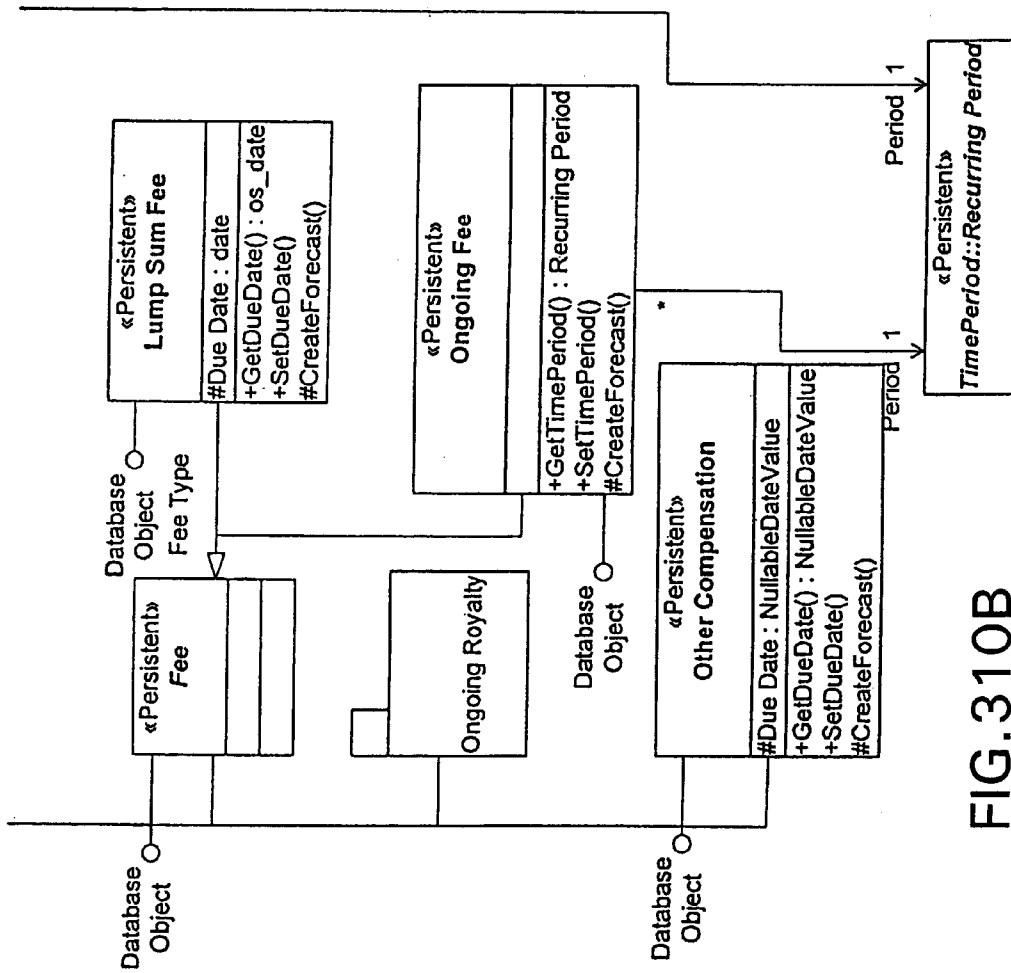 «Persistent»
Fee
Database
Object
Fee Type
Database
Object
«Persistent»
Lump Sum Fee
#Due Date : date
+GetDueDate() : os_date
+SetDueDate()
#CreateForecast()
Ongoing Royalty
«Persistent»
Ongoing Fee
+GetTimePeriod() : Recurring Period
+SetTimePeriod()
#CreateForecast()
Database
Object
*
«Persistent»
Other Compensation
#Due Date : NullableDateValue
+GetDueDate() : NullableDateValue
+SetDueDate()
#CreateForecast()
Database
Object
Period 1
Period 1
«Persistent»
TimePeriod::Recurring Period
FIG.310B